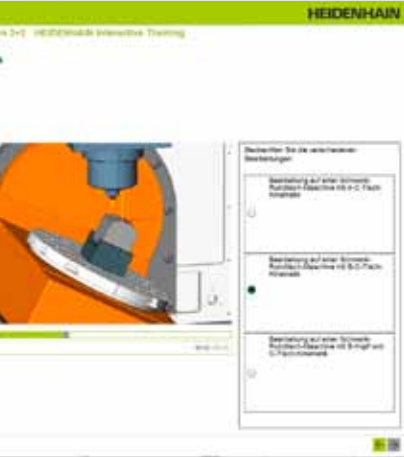 HEIDENHAIN
HEIDENHAIN Interactive Training
Beobachten Sie die verschiedenen
Bearbeitungen
Bearbeitung auf einer Schwenk-
Rundtisch-Maschine mit A-C-Tisch-
Kinematik
Bearbeitung auf einer Schwenk-
Rundtisch-Maschine mit B-C-Tisch-
Kinematik
Bearbeitung auf einer Schwenk-
Rundtisch-Maschine mit B-Kopf und
C-Tisch-Kinematik